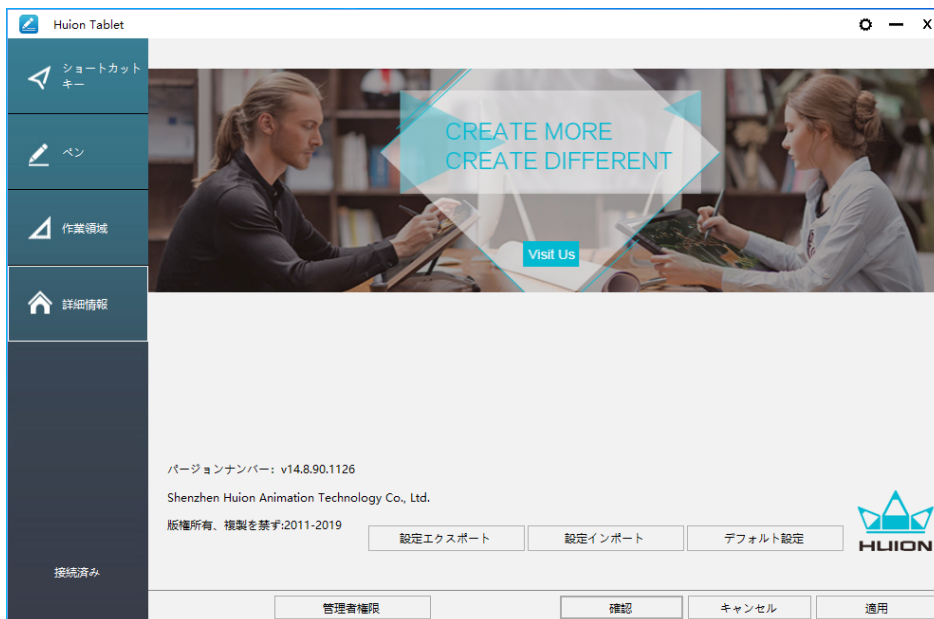 Huion Tablet
ショートカット
キー
ペン
作業領域
詳細情報
接続済み
CREATE MORE
CREATE DIFFERENT
Visit Us
バージョンナンバー: v14.8.90.1126
Shenzhen Huion Animation Technology Co., Ltd.
版権所有、複製を禁ず:2011-2019
設定エクスポート
設定インポート
デフォルト設定
HUION
管理者権限
確認
キャンセル
適用